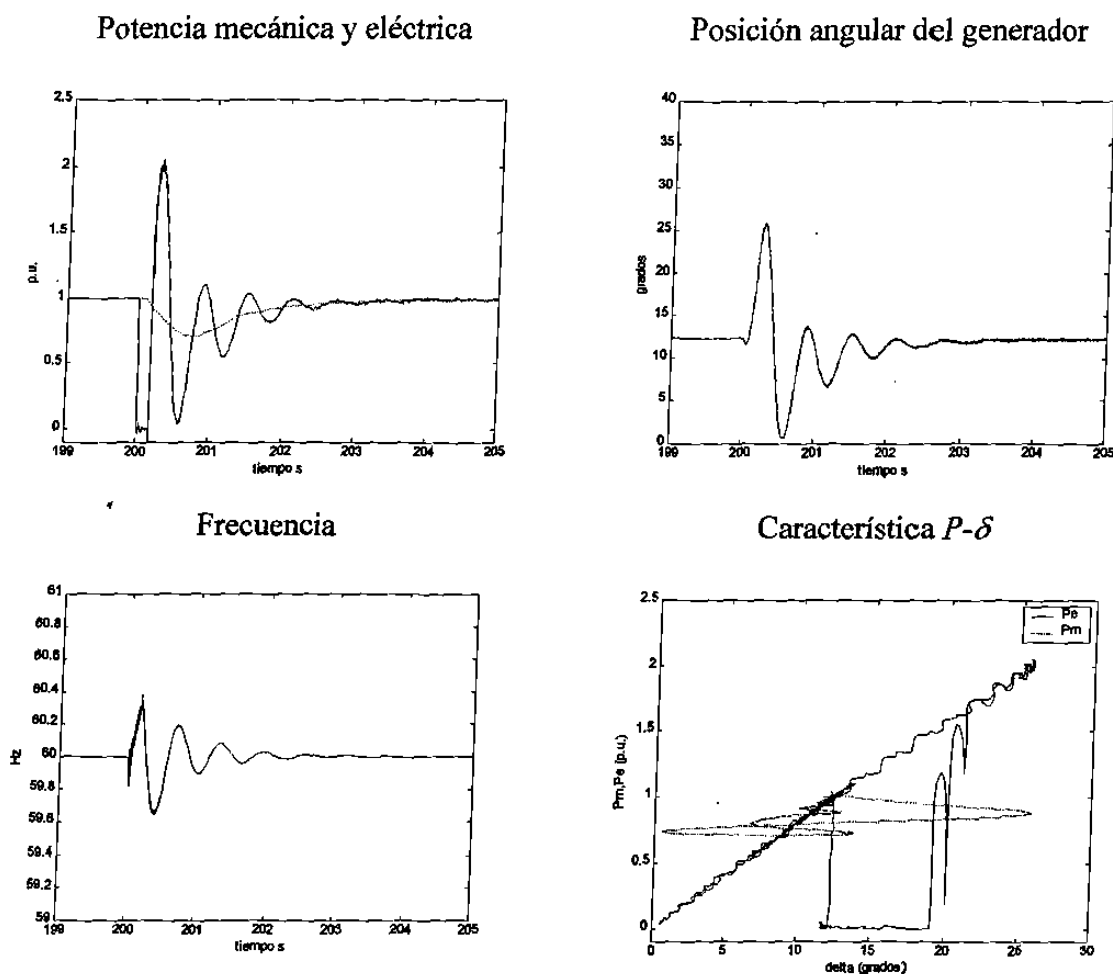 Potencia mecánica y eléctrica
2.5
2
1.5
1
0.5
0
p.u.
199 200 201 202 203 204 205
tiempo s
Posición angular del generador
40
35
30
25
20
15
10
5
0
grados
199 200 201 202 203 204 205
tiempo s
Frecuencia
61
60.8
60.6
60.4
60.2
60
59.8
59.6
59.4
59.2
59
Hz
199 200 201 202 203 204 205
tiempo s
Característica P-δ
2.5
2
1.5
1
0.5
0
Pm,Pe (p.u.)
Pe
Pm
0 5 10 15 20 26 30
delta (grados)